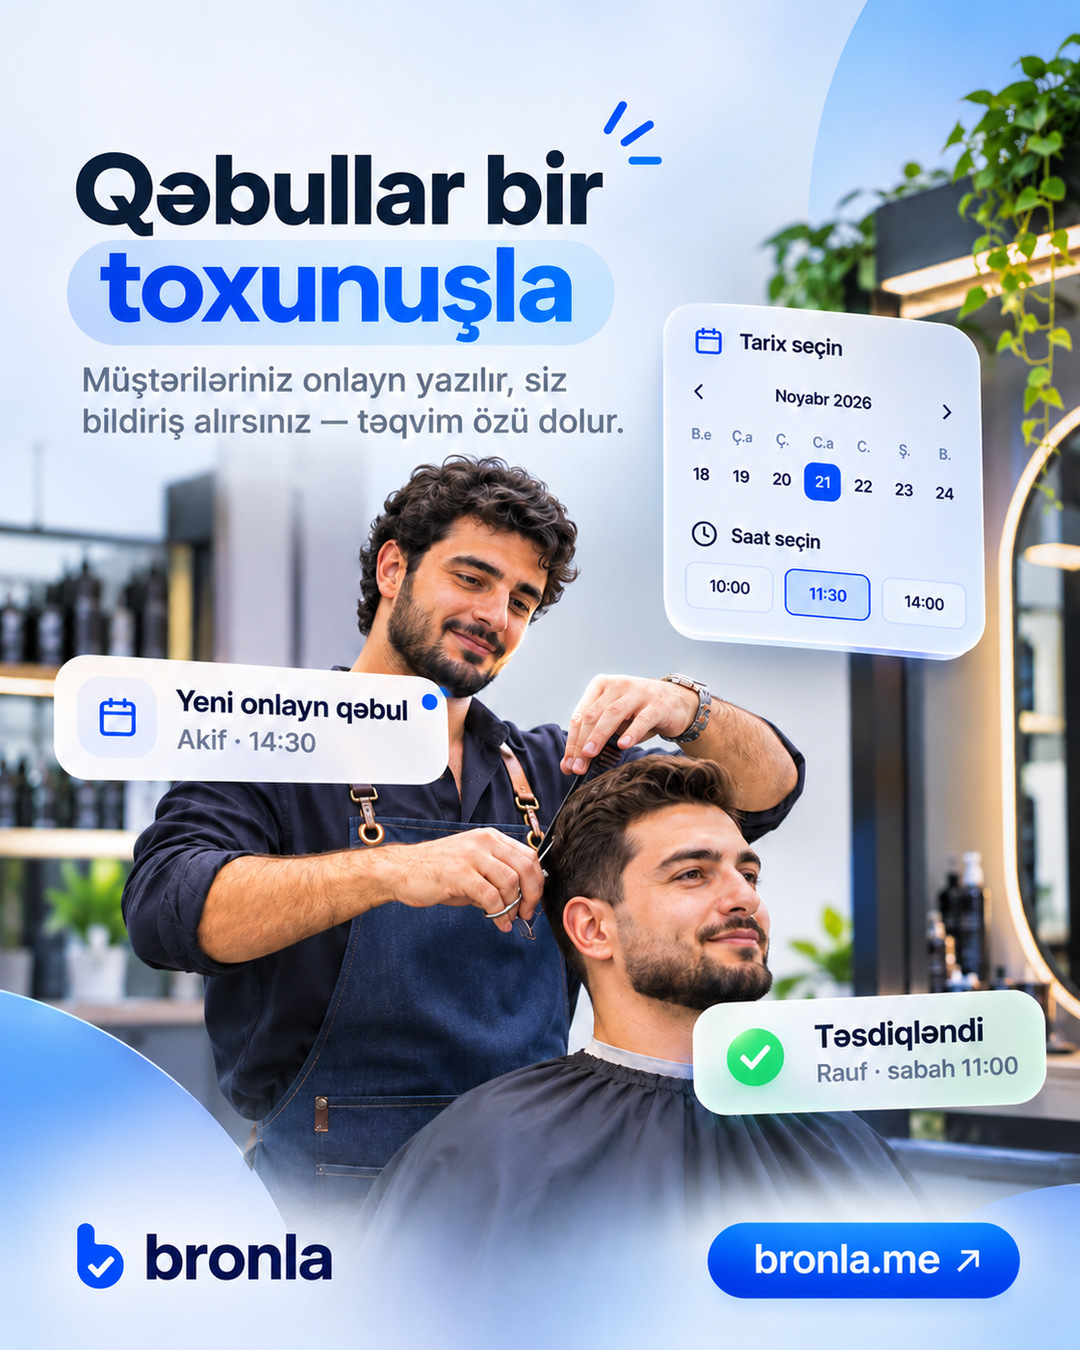 Qəbullar bir
toxunuşla
Müştəriləriniz onlayn yazılır, siz
bildiriş alırsınız — təqvim özü dolur.
Tarix seçin
Noyabr 2026
B.e Ç.a Ç. C.a C. Ş. B.
18 19 20 21 22 23 24
Saat seçin
10:00 11:30 14:00
Yeni onlayn qəbul
Akif · 14:30
Təsdiqləndi
Rauf · sabah 11:00
bronla
bronla.me ↗